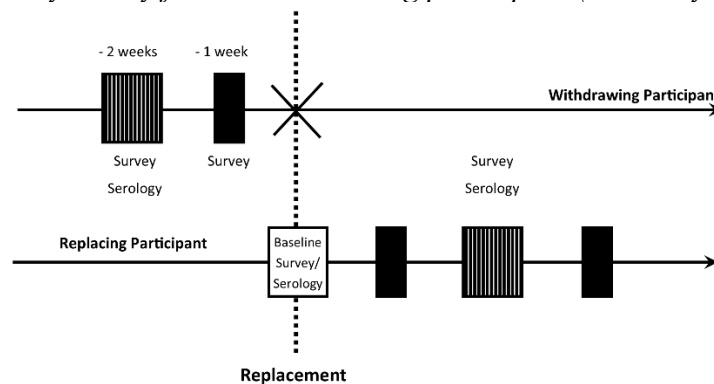 - 2 weeks - 1 week
Withdrawing Participan
Survey Survey Survey
Serology Serology
Replacing Participant
Baseline
Survey/
Serology
Replacement